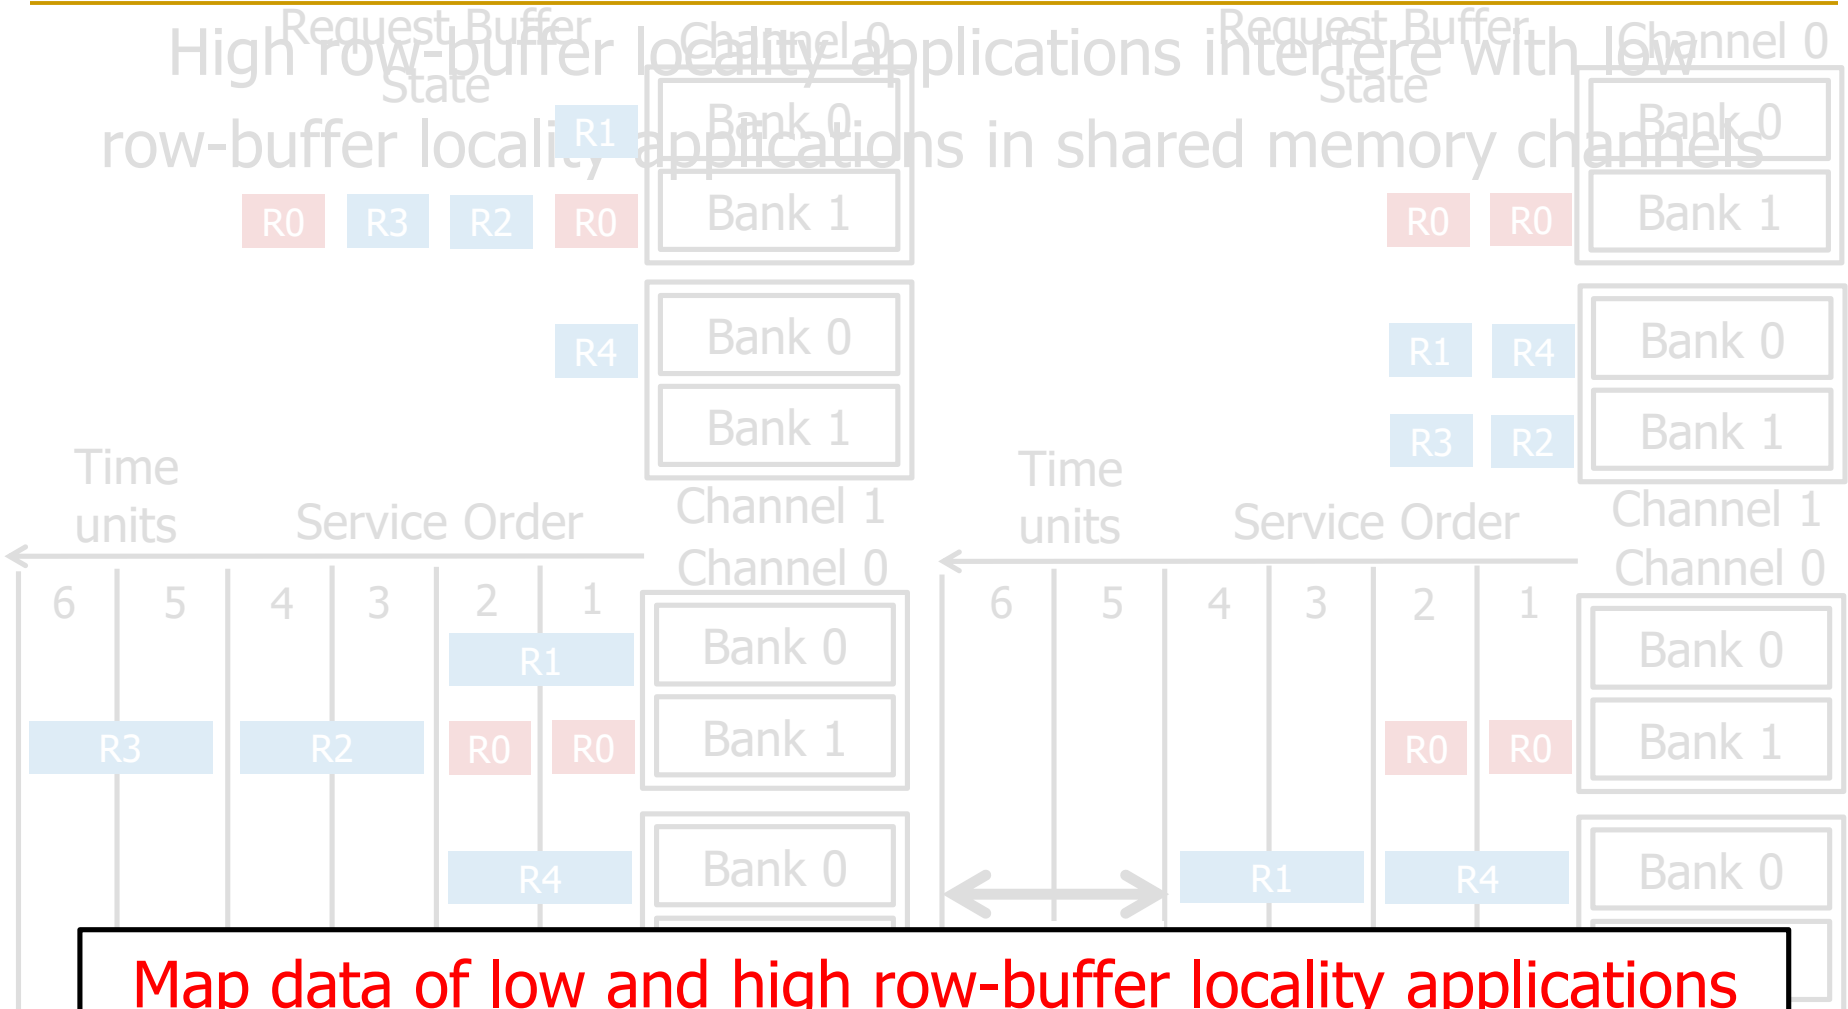 High row-buffer locality applications interfere with low
row-buffer locality applications in shared memory channels
Request Buffer
State
Channel 0
R1
Bank 0
R0 R3 R2 R0
Bank 1
R4
Bank 0
Bank 1
Channel 1
Time
units
Service Order
Channel 0
6 5 4 3 2 1
R1
Bank 0
R3 R2 R0 R0
Bank 1
R4
Bank 0
Request Buffer
State
Channel 0
Bank 0
R0 R0
Bank 1
R1 R4
Bank 0
R3 R2
Bank 1
Channel 1
Time
units
Service Order
Channel 0
6 5 4 3 2 1
Bank 0
R0 R0
Bank 1
R1 R4
Bank 0
Map data of low and high row-buffer locality applications